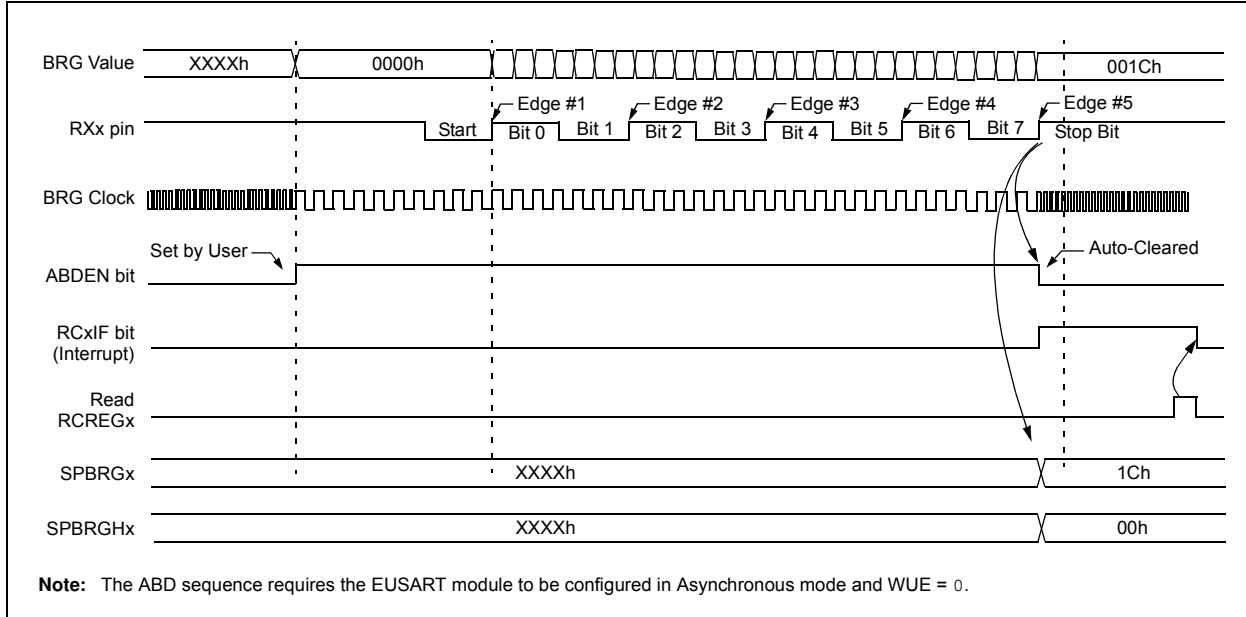 BRG Value XXXXh 0000h 001Ch
Edge #1 Edge #2 Edge #3 Edge #4 Edge #5
RXx pin Start Bit 0 Bit 1 Bit 2 Bit 3 Bit 4 Bit 5 Bit 6 Bit 7 Stop Bit
BRG Clock
Set by User Auto-Cleared
ABDEN bit
RCxIF bit
(Interrupt)
Read
RCREGx
SPBRGx XXXXh 1Ch
SPBRGHx XXXXh 00h
Note: The ABD sequence requires the EUSART module to be configured in Asynchronous mode and WUE = 0.